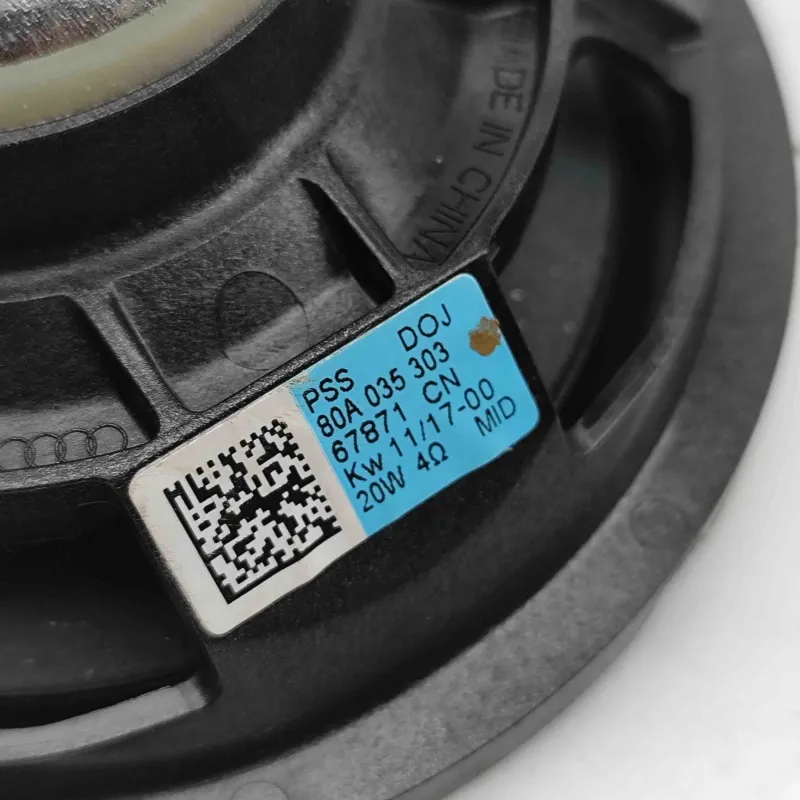 MADE IN CHINA
PSS DOJ
80A 035 303
67871 CN
Kw 11/17-00
20W 4Ω MID